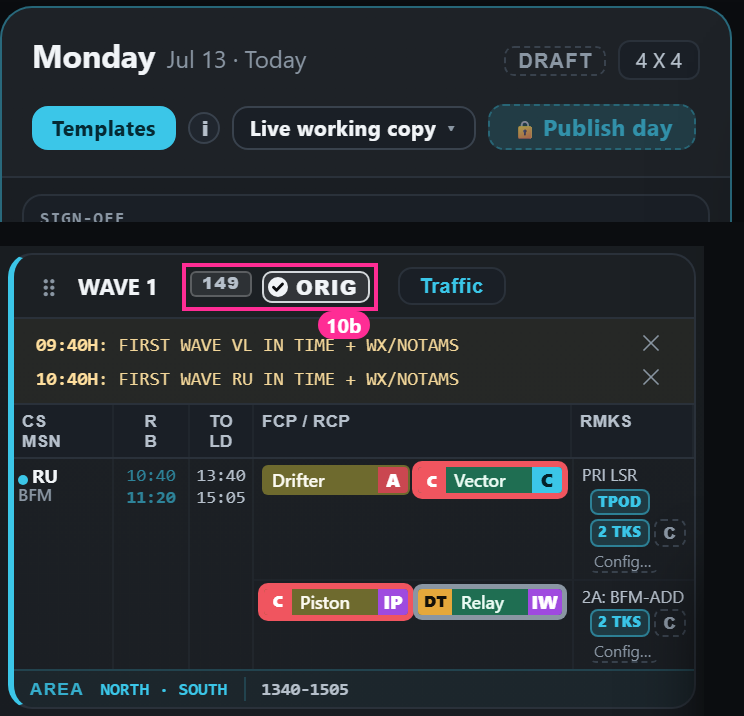 Monday Jul 13 · Today DRAFT 4 X 4
Templates i Live working copy ▾ 🔒 Publish day
SIGN-OFF
WAVE 1 149 ORIG Traffic
10b
09:40H: FIRST WAVE VL IN TIME + WX/NOTAMS
10:40H: FIRST WAVE RU IN TIME + WX/NOTAMS
CS R TO FCP / RCP RMKS
MSN B LD
RU 10:40 13:40 Drifter A C Vector C PRI LSR
BFM 11:20 15:05 TPOD
2 TKS C
Config...
C Piston IP DT Relay IW 2A: BFM-ADD
2 TKS C
Config...
AREA NORTH · SOUTH 1340-1505